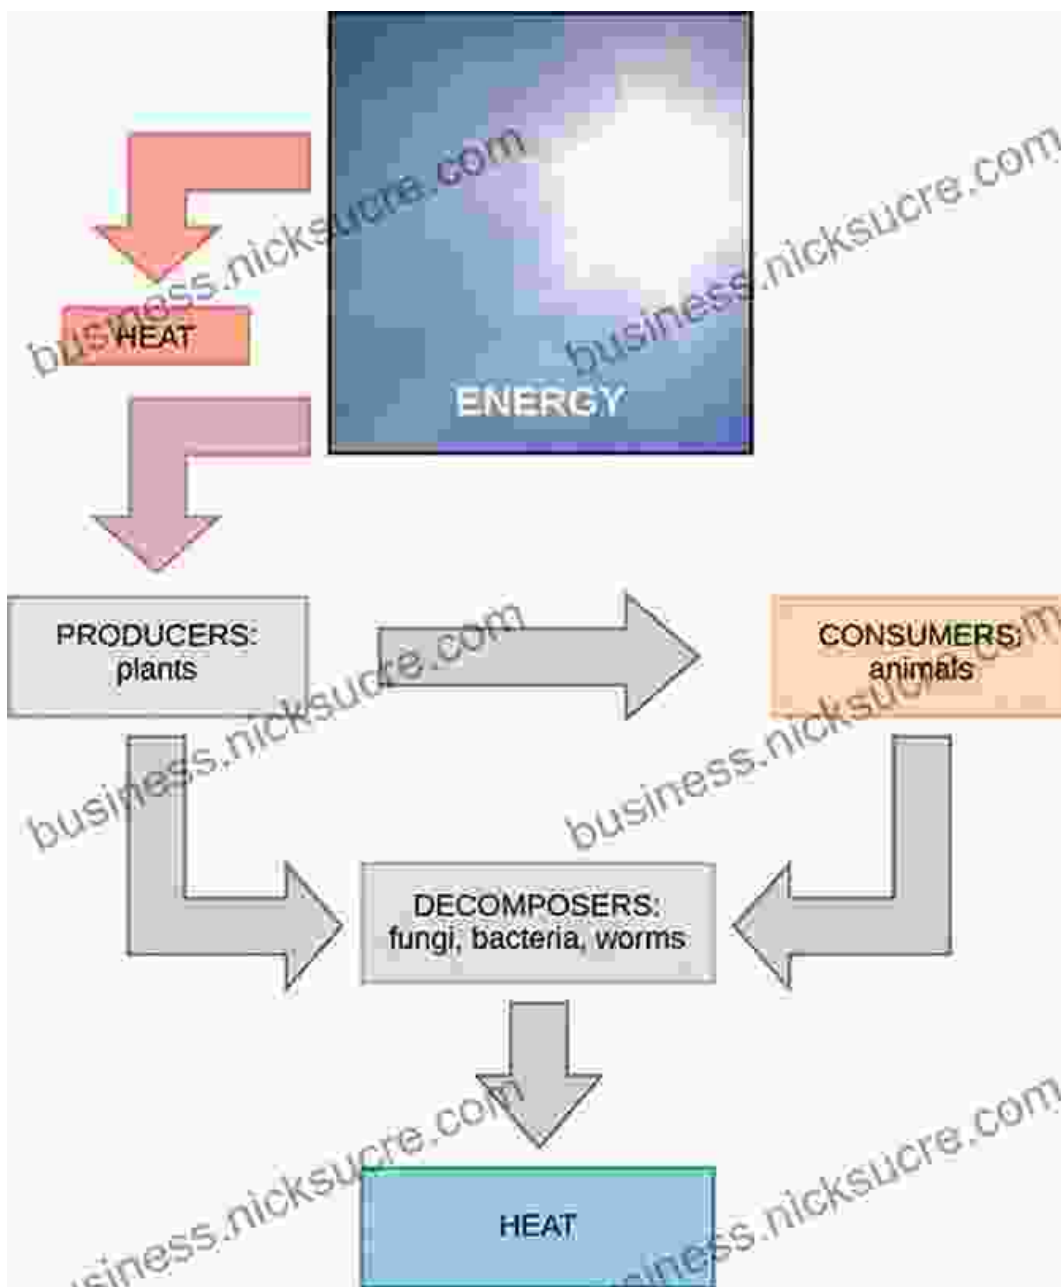 ENERGY
HEAT
PRODUCERS:
plants
CONSUMERS:
animals
DECOMPOSERS:
fungi, bacteria, worms
HEAT
business.nicksucre.com
business.nicksucre.com
business.nicksucre.com
business.nicksucre.com
business.nicksucre.com
business.nicksucre.com